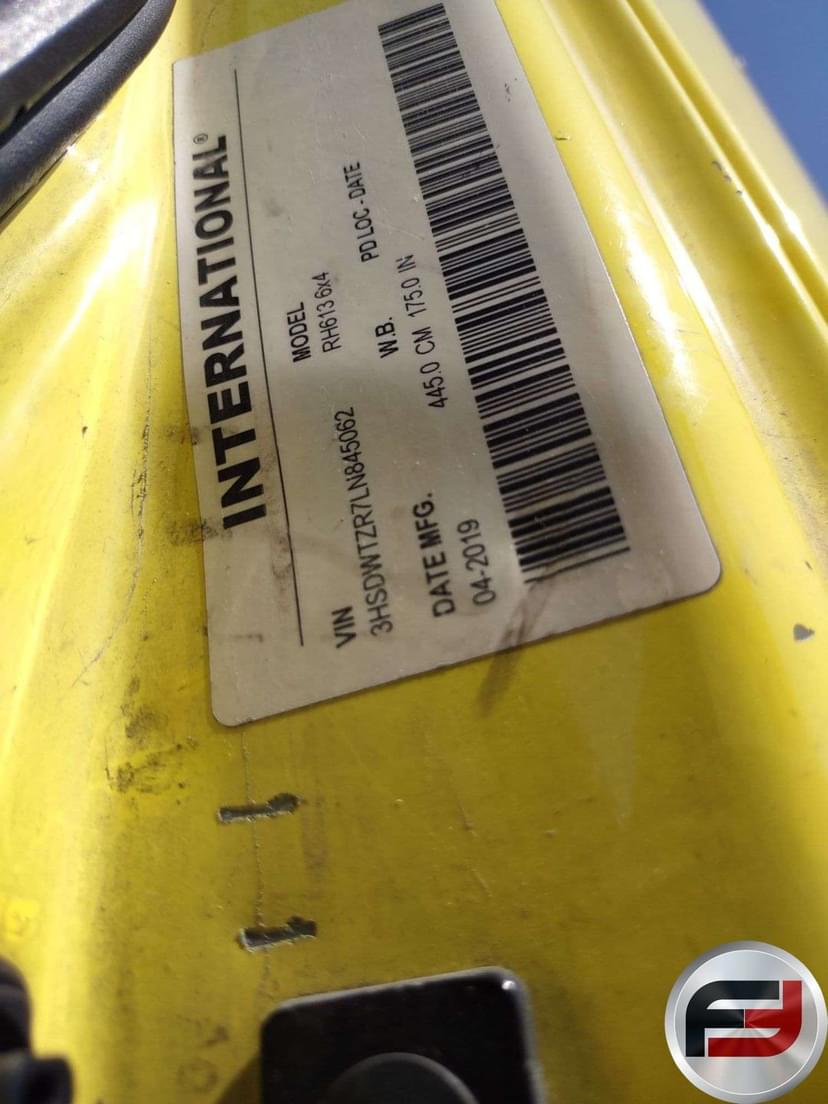 INTERNATIONAL®
VIN MODEL
3HSDWTZR7LN845062 RH613 6x4
DATE MFG. W.B. PD LOC - DATE
04-2019 445.0 CM 175.0 IN